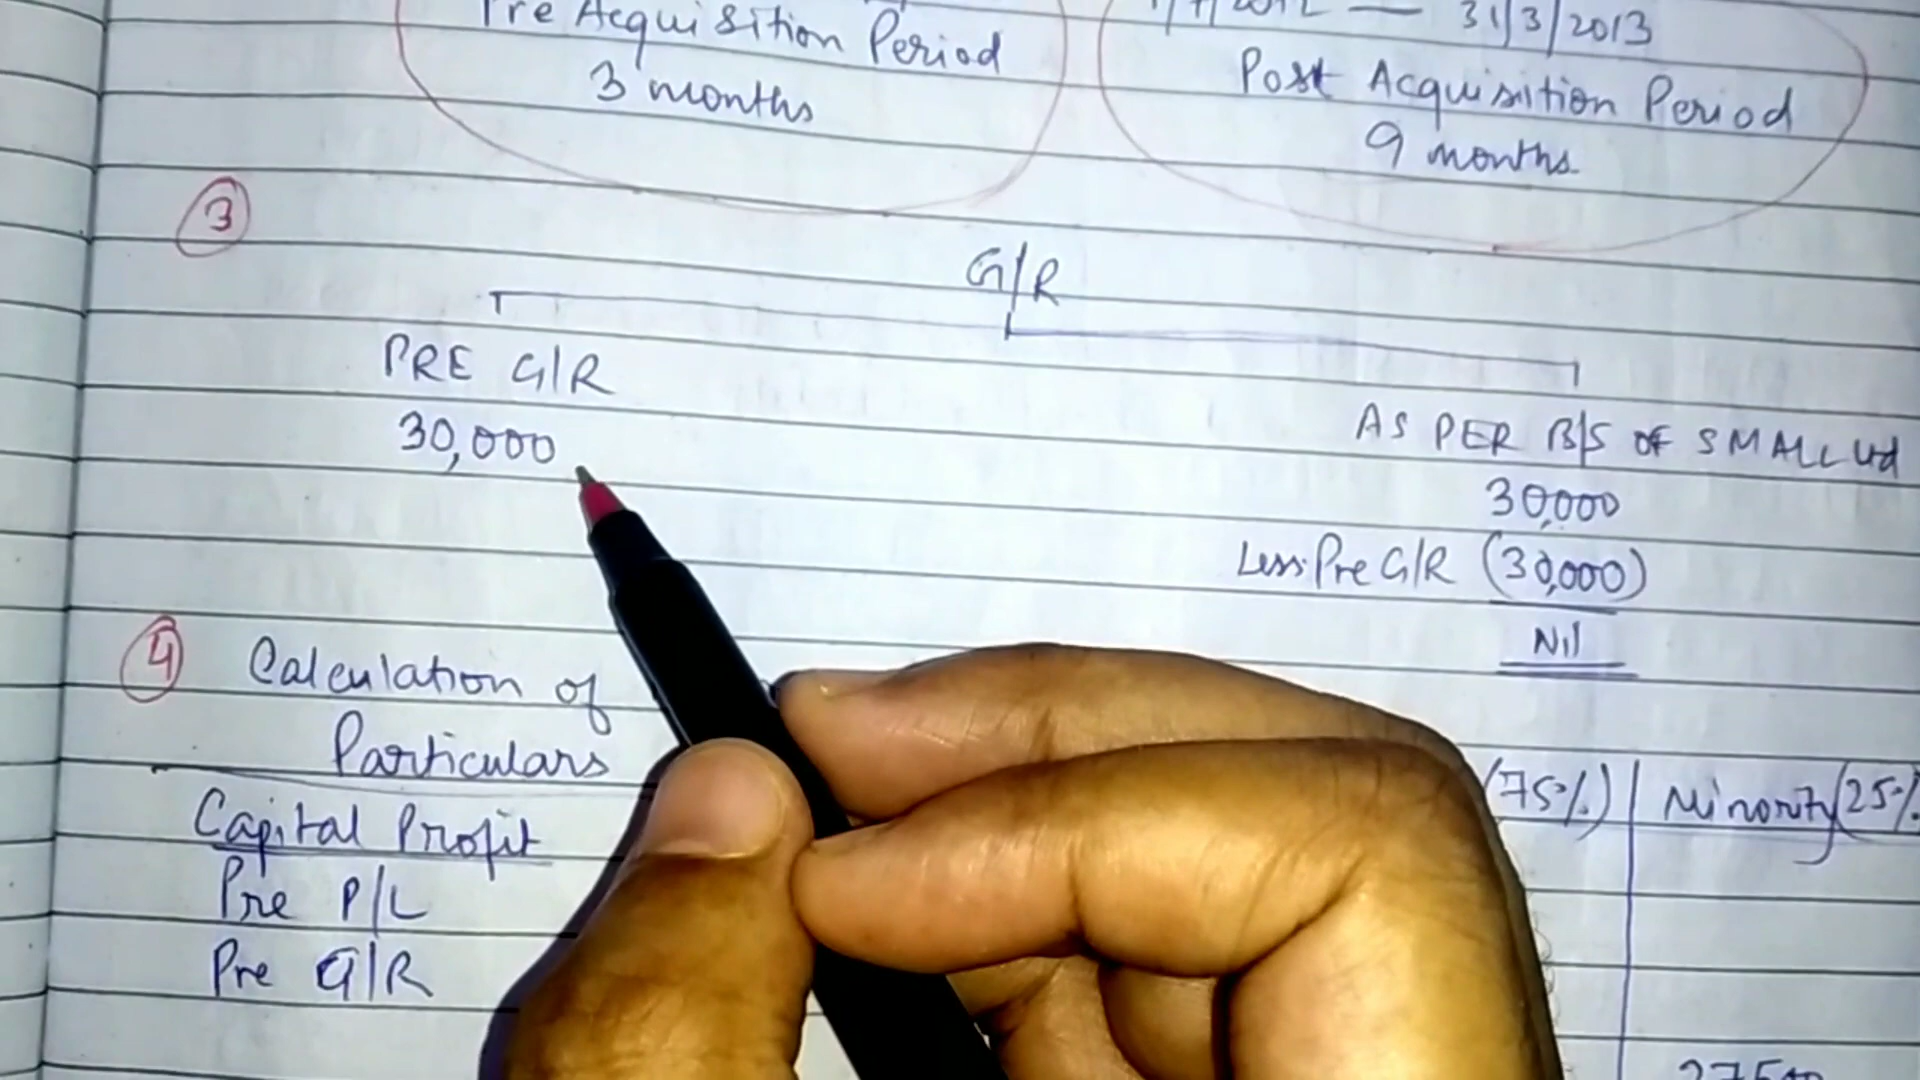 Pre Acquisition Period
3 months
— 31/3/2013
Post Acquisition Period
9 months
3
G/R
PRE G/R
30,000
AS PER B/S OF SMALL Ltd
30,000
Less: Pre G/R (30,000)
Nil
4 Calculation of
Particulars
(75%) Minority (25%
Capital Profit
Pre P/L
Pre G/R